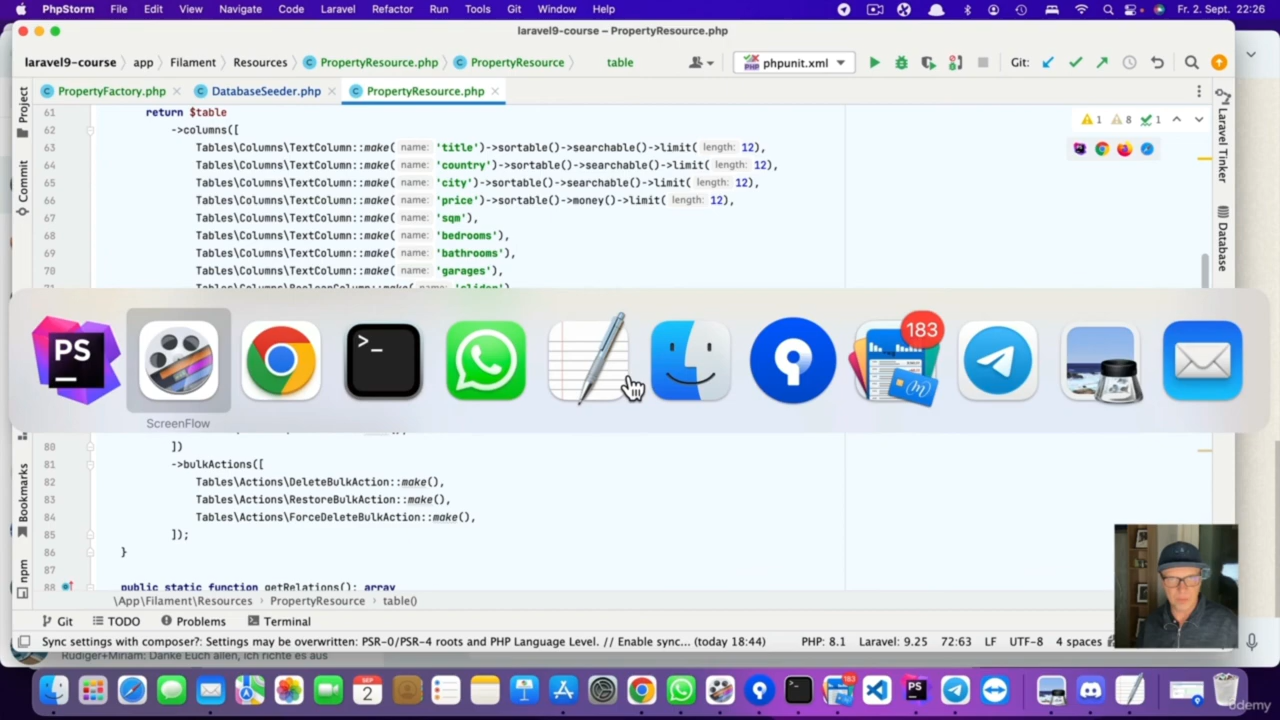 PhpStorm File Edit View Navigate Code Laravel Refactor Run Tools Git Window Help Fr. 2. Sept. 22:26
laravel9-course – PropertyResource.php
laravel9-course app Filament Resources PropertyResource.php PropertyResource table phpunit.xml Git:
PropertyFactory.php DatabaseSeeder.php PropertyResource.php
Project
Commit
Bookmarks
npm
Laravel Tinker
Database
1 8 1
61 return $table
62 ->columns([
63 Tables\Columns\TextColumn::make( name: 'title')->sortable()->searchable()->limit( length: 12),
64 Tables\Columns\TextColumn::make( name: 'country')->sortable()->searchable()->limit( length: 12),
65 Tables\Columns\TextColumn::make( name: 'city')->sortable()->searchable()->limit( length: 12),
66 Tables\Columns\TextColumn::make( name: 'price')->sortable()->money()->limit( length: 12),
67 Tables\Columns\TextColumn::make( name: 'sqm'),
68 Tables\Columns\TextColumn::make( name: 'bedrooms'),
69 Tables\Columns\TextColumn::make( name: 'bathrooms'),
70 Tables\Columns\TextColumn::make( name: 'garages'),
PS
>_
183
ScreenFlow
80 ])
81 ->bulkActions([
82 Tables\Actions\DeleteBulkAction::make(),
83 Tables\Actions\RestoreBulkAction::make(),
84 Tables\Actions\ForceDeleteBulkAction::make(),
85 ]);
86 }
87
88 public static function getRelations(): array
\App\Filament\Resources PropertyResource table()
Git TODO Problems Terminal
Sync settings with composer?: Settings may be overwritten: PSR-0/PSR-4 roots and PHP Language Level. // Enable sync... (today 18:44) PHP: 8.1 Laravel: 9.25 72:63 LF UTF-8 4 spaces
Rüdiger+Miriam: Danke Euch allen, ich richte es aus
SEP
2
183
PS
udemy